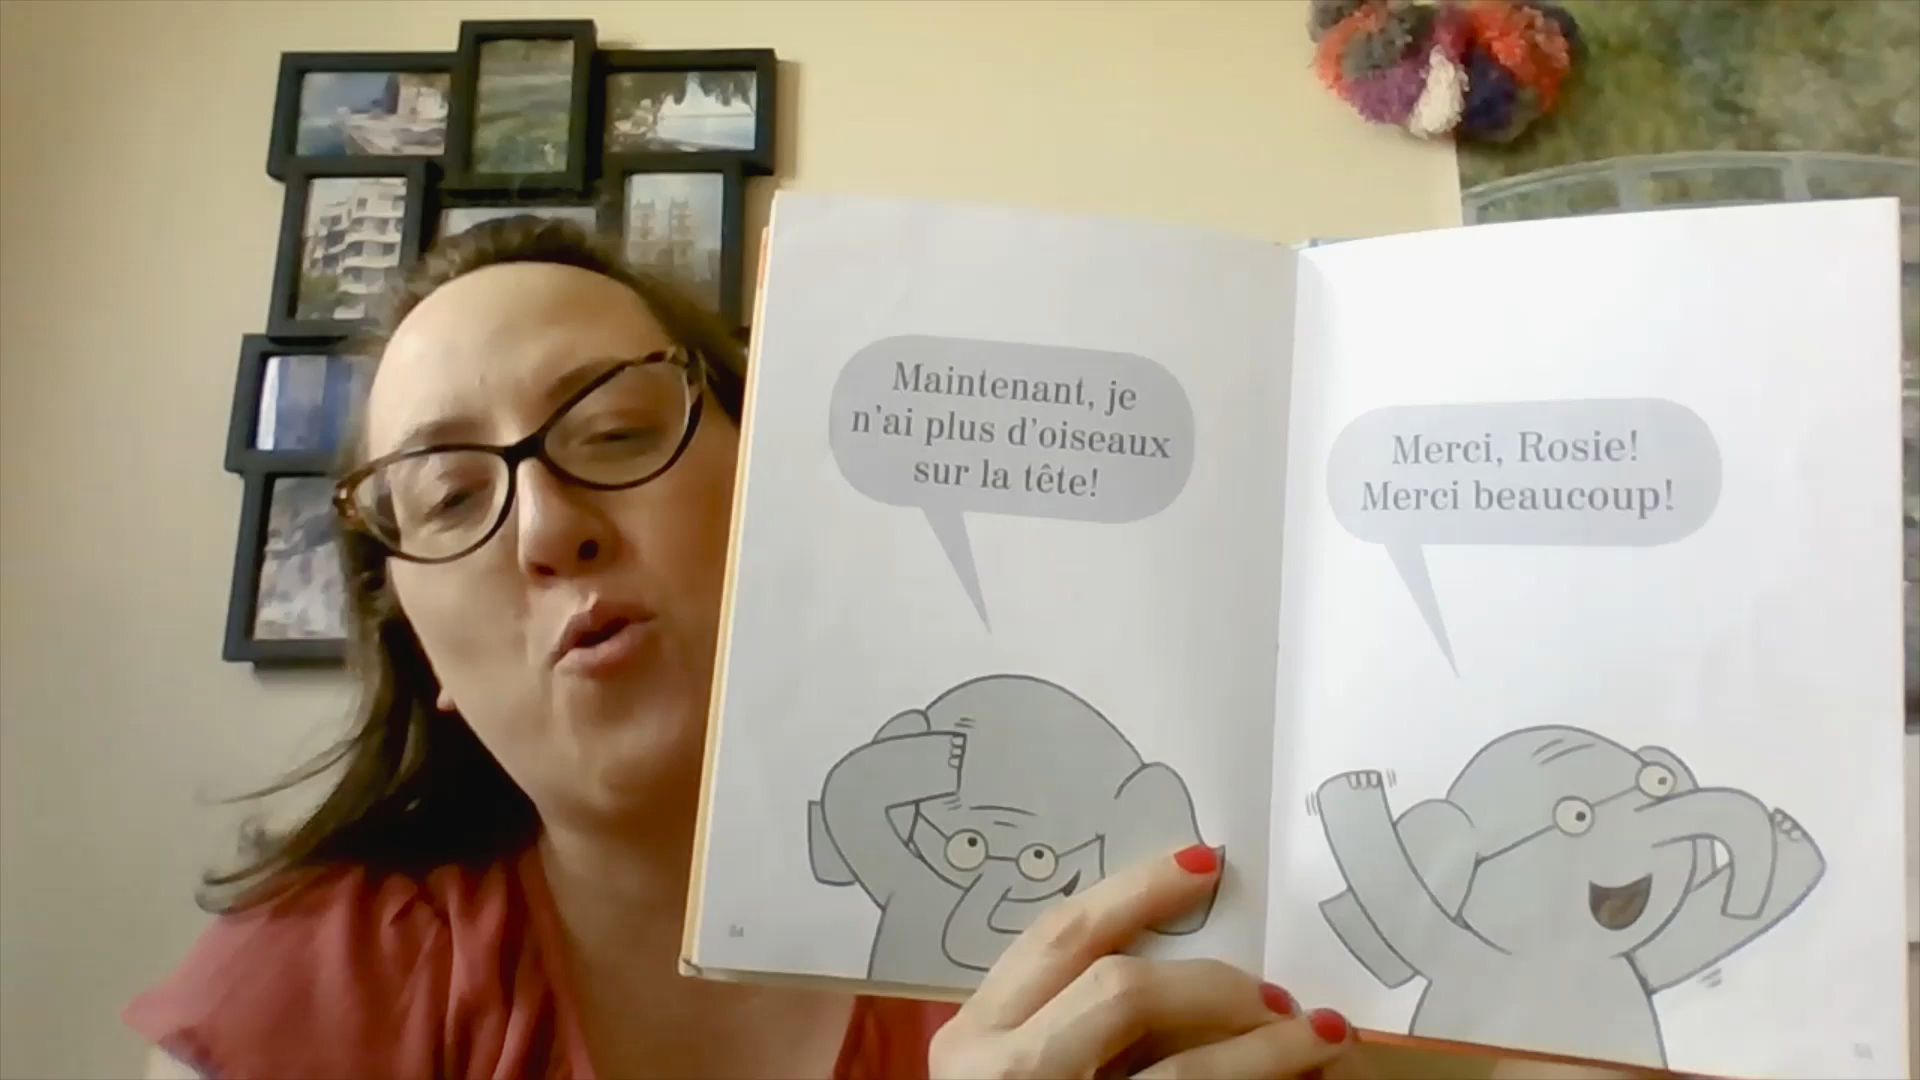 Maintenant, je
n'ai plus d'oiseaux
sur la tête!
Merci, Rosie!
Merci beaucoup!